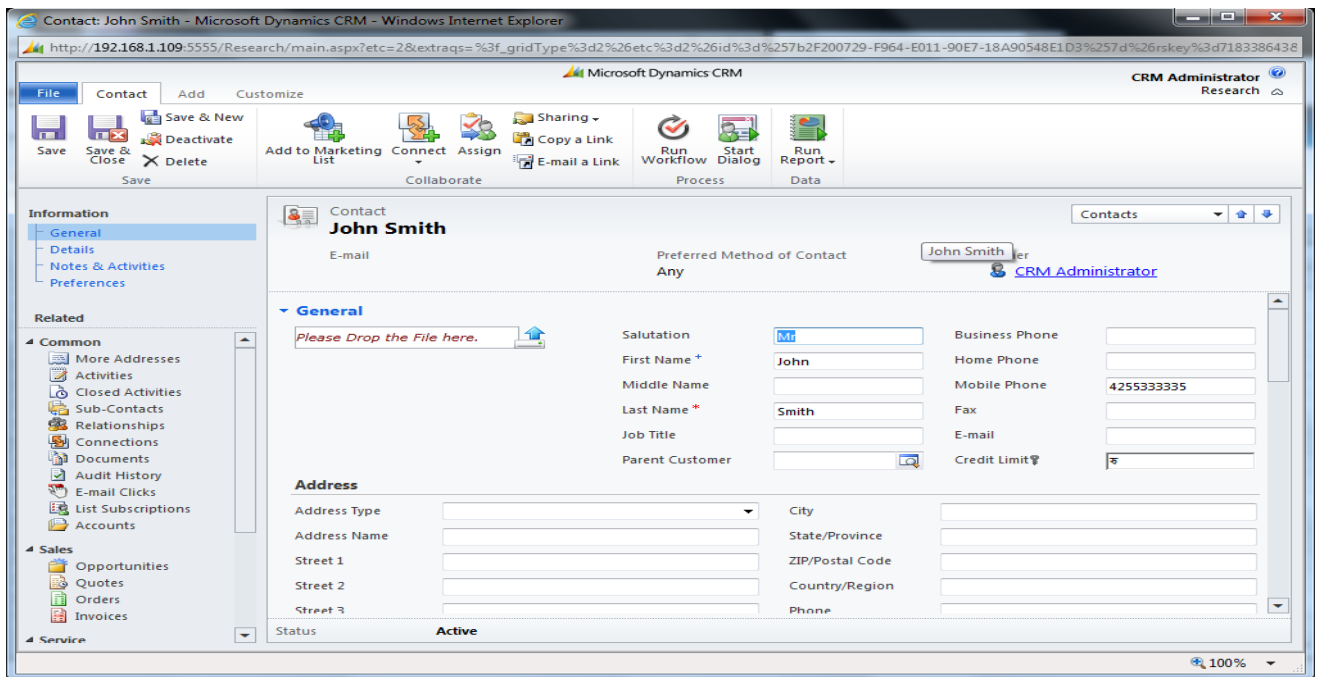 Contact: John Smith - Microsoft Dynamics CRM - Windows Internet Explorer
http://192.168.1.109:5555/Research/main.aspx?etc=2&extraqs=%3f_gridType%3d2%26etc%3d2%26id%3d%257b2F200729-F964-E011-90E7-18A90548E1D3%257d%26rskey%3d7183386438
Microsoft Dynamics CRM
CRM Administrator
Research
File Contact Add Customize
Save
Save & Close
Save & New
Deactivate
Delete
Save
Add to Marketing List
Connect
Assign
Sharing
Copy a Link
E-mail a Link
Collaborate
Run Workflow
Start Dialog
Process
Run Report
Data
Information
General
Details
Notes & Activities
Preferences
Related
Common
More Addresses
Activities
Closed Activities
Sub-Contacts
Relationships
Connections
Documents
Audit History
E-mail Clicks
List Subscriptions
Accounts
Sales
Opportunities
Quotes
Orders
Invoices
Service
Contact
John Smith
Contacts
E-mail
Preferred Method of Contact
Any
John Smith
CRM Administrator
General
Please Drop the File here.
Salutation Mr
First Name + John
Middle Name
Last Name * Smith
Job Title
Parent Customer
Business Phone
Home Phone
Mobile Phone 4255333335
Fax
E-mail
Credit Limit
Address
Address Type
Address Name
Street 1
Street 2
Street 3
City
State/Province
ZIP/Postal Code
Country/Region
Phone
Status Active
100%